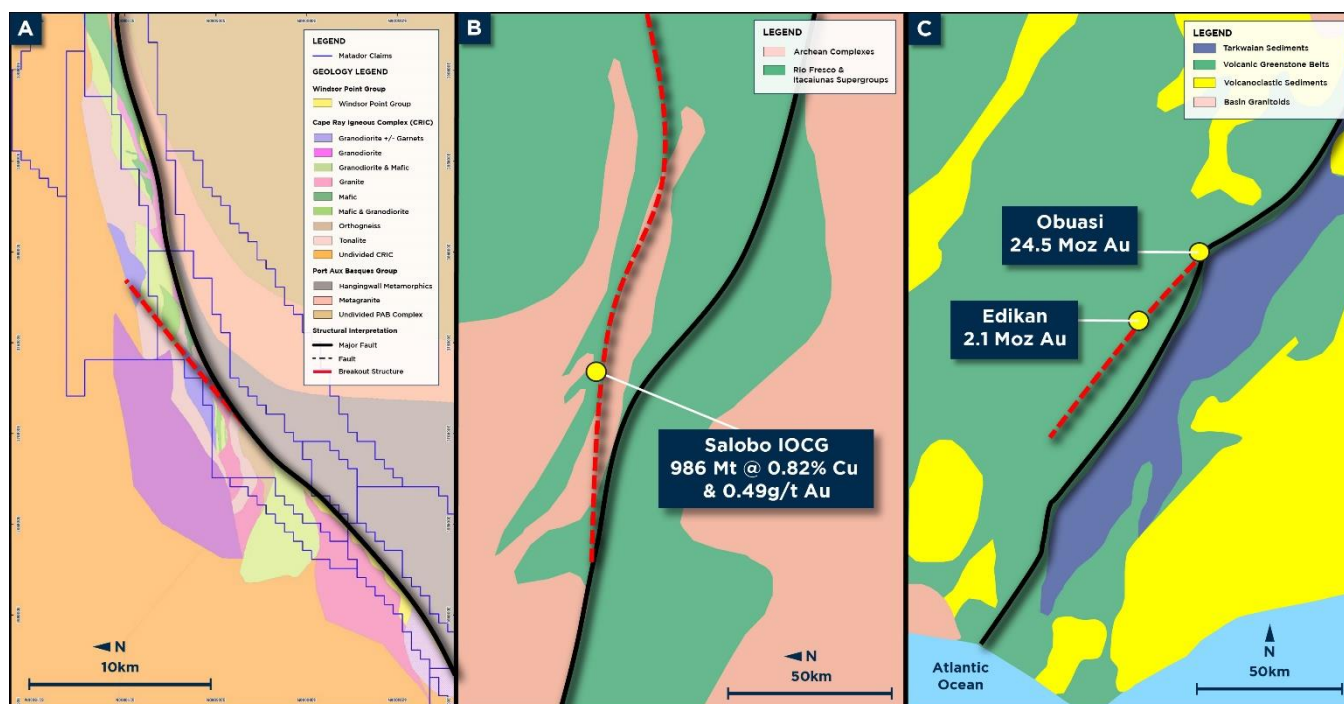 A
LEGEND
Matador Claims
GEOLOGY LEGEND
Windsor Point Group
Windsor Point Group
Cape Ray Igneous Complex (CRIC)
Granodiorite +/- Garnets
Granodiorite
Granodiorite & Mafic
Granite
Mafic
Mafic & Granodiorite
Orthogneiss
Tonalite
Undivided CRIC
Port Aux Basques Group
Hangingwall Metamorphics
Metagranite
Undivided PAB Complex
Structural Interpretation
Major Fault
Fault
Breakout Structure
N
10km
B
LEGEND
Archean Complexes
Rio Fresco &
Itacaiunas Supergroups
Salobo IOCG
986 Mt @ 0.82% Cu
& 0.49g/t Au
N
50km
C
LEGEND
Tarkwaian Sediments
Volcanic Greenstone Belts
Volcanoclastic Sediments
Basin Granitoids
Obuasi
24.5 Moz Au
Edikan
2.1 Moz Au
Atlantic
Ocean
N
50km